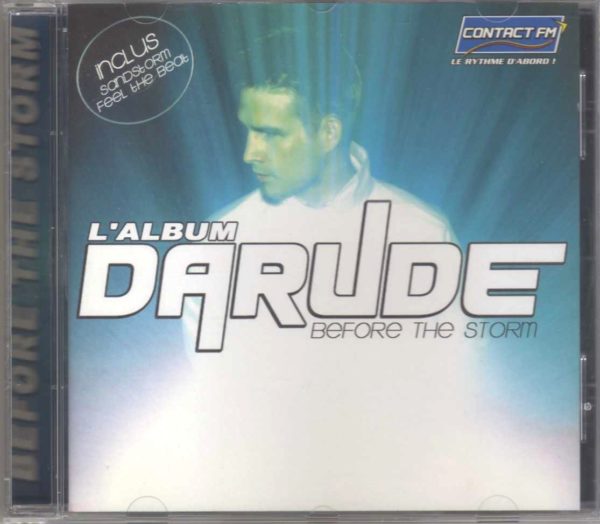 BEFORE THE STORM
INCLUS
SANDSTORM
FEEL THE BEAT
CONTACT FM
LE RYTHME D'ABORD !
L'ALBUM
DARUDE
BEFORE THE STORM